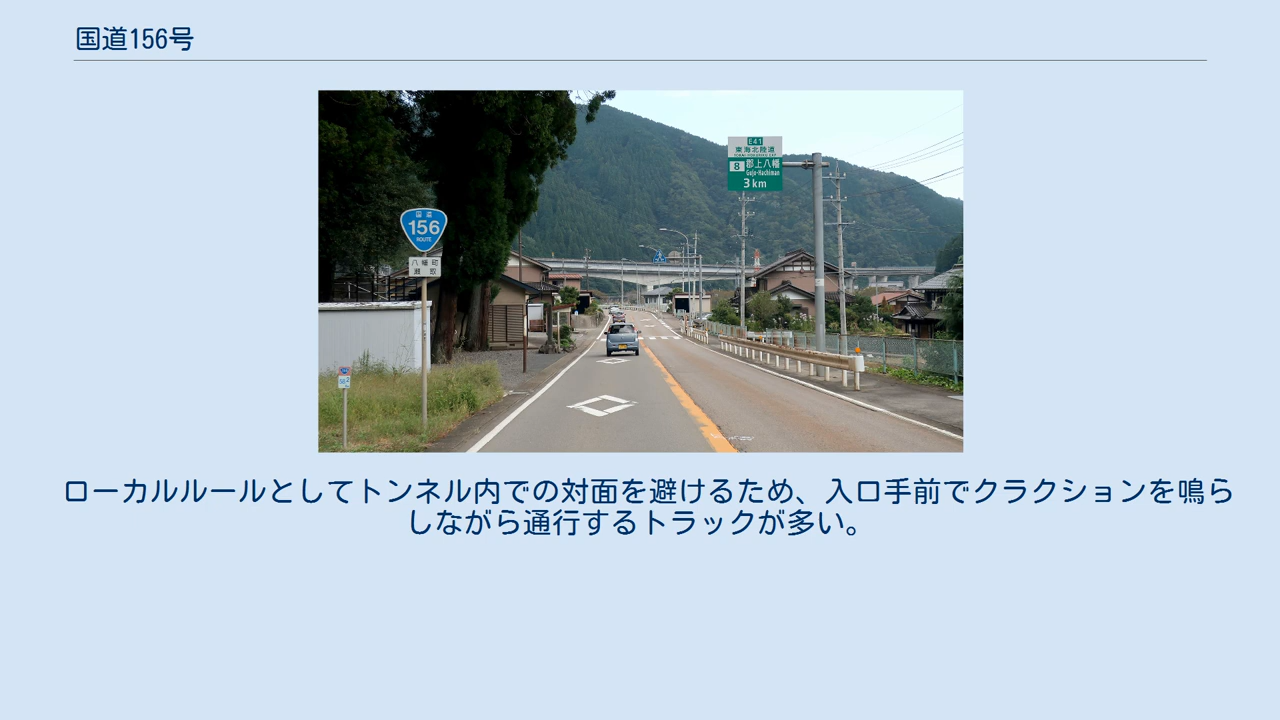 国道156号
E41
東海北陸道
8 郡上八幡
Gujo-Hachiman
3km
国道
156
ROUTE
八幡町
瀬取
ローカルルールとしてトンネル内での対面を避けるため、入口手前でクラクションを鳴ら
しながら通行するトラックが多い。